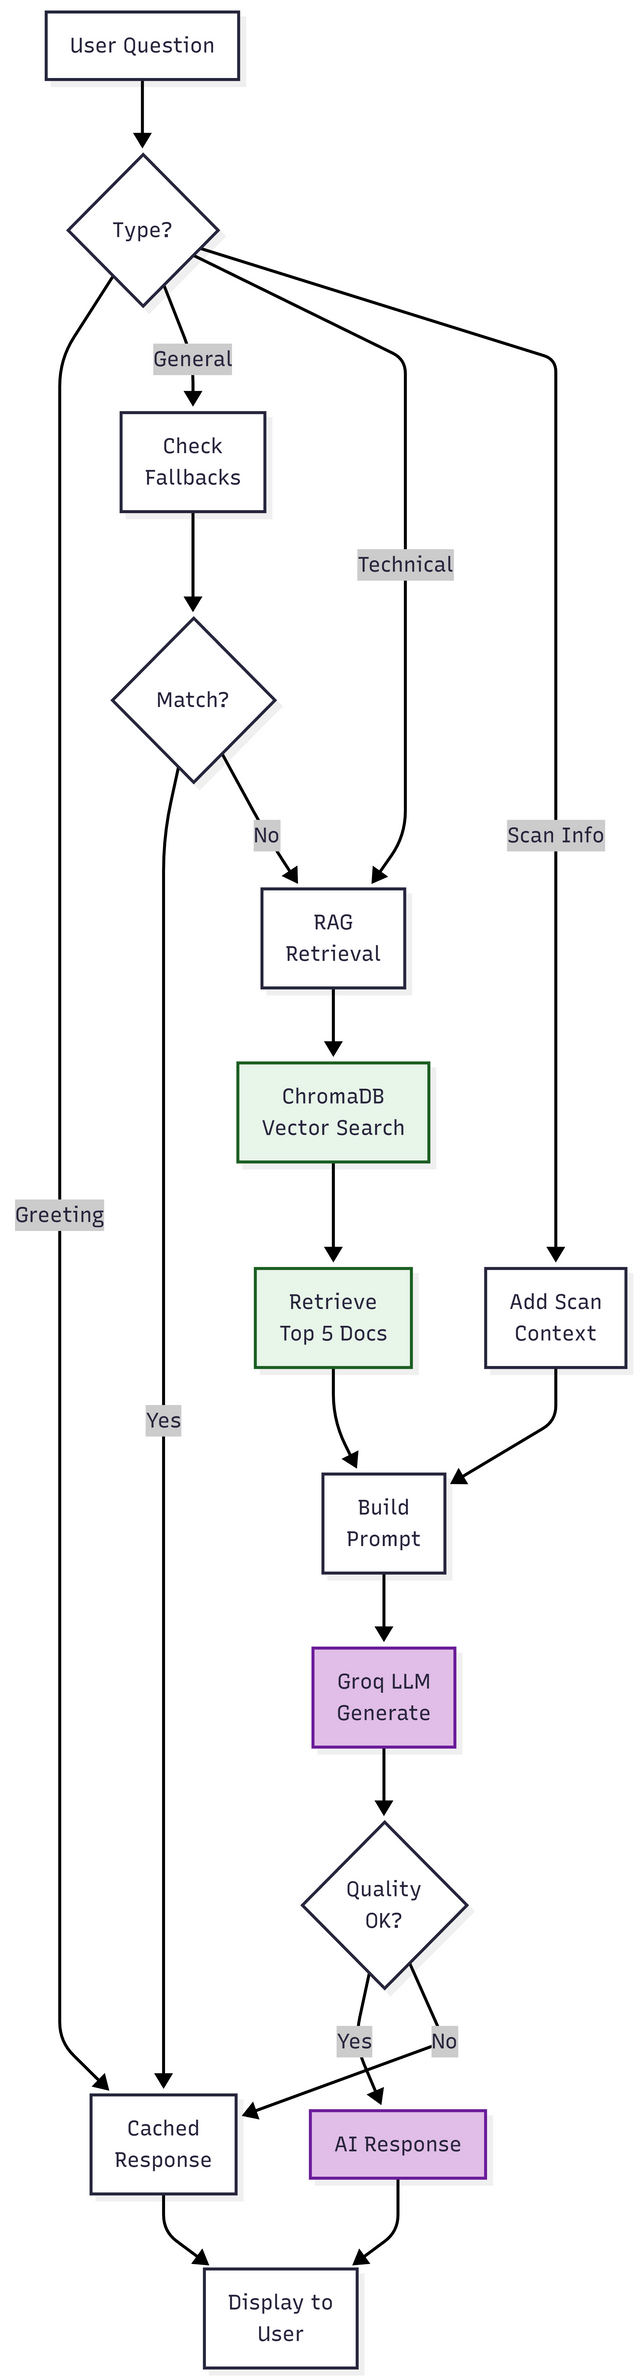 User Question
Type?
General
Check
Fallbacks
Technical
Match?
No
Scan Info
RAG
Retrieval
ChromaDB
Vector Search
Greeting
Retrieve
Top 5 Docs
Add Scan
Context
Yes
Build
Prompt
Groq LLM
Generate
Quality
OK?
Yes
No
Cached
Response
AI Response
Display to
User